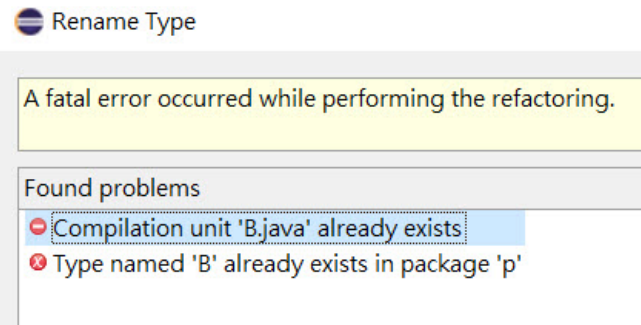 Rename Type
A fatal error occurred while performing the refactoring.
Found problems
Compilation unit 'B.java' already exists
Type named 'B' already exists in package 'p'